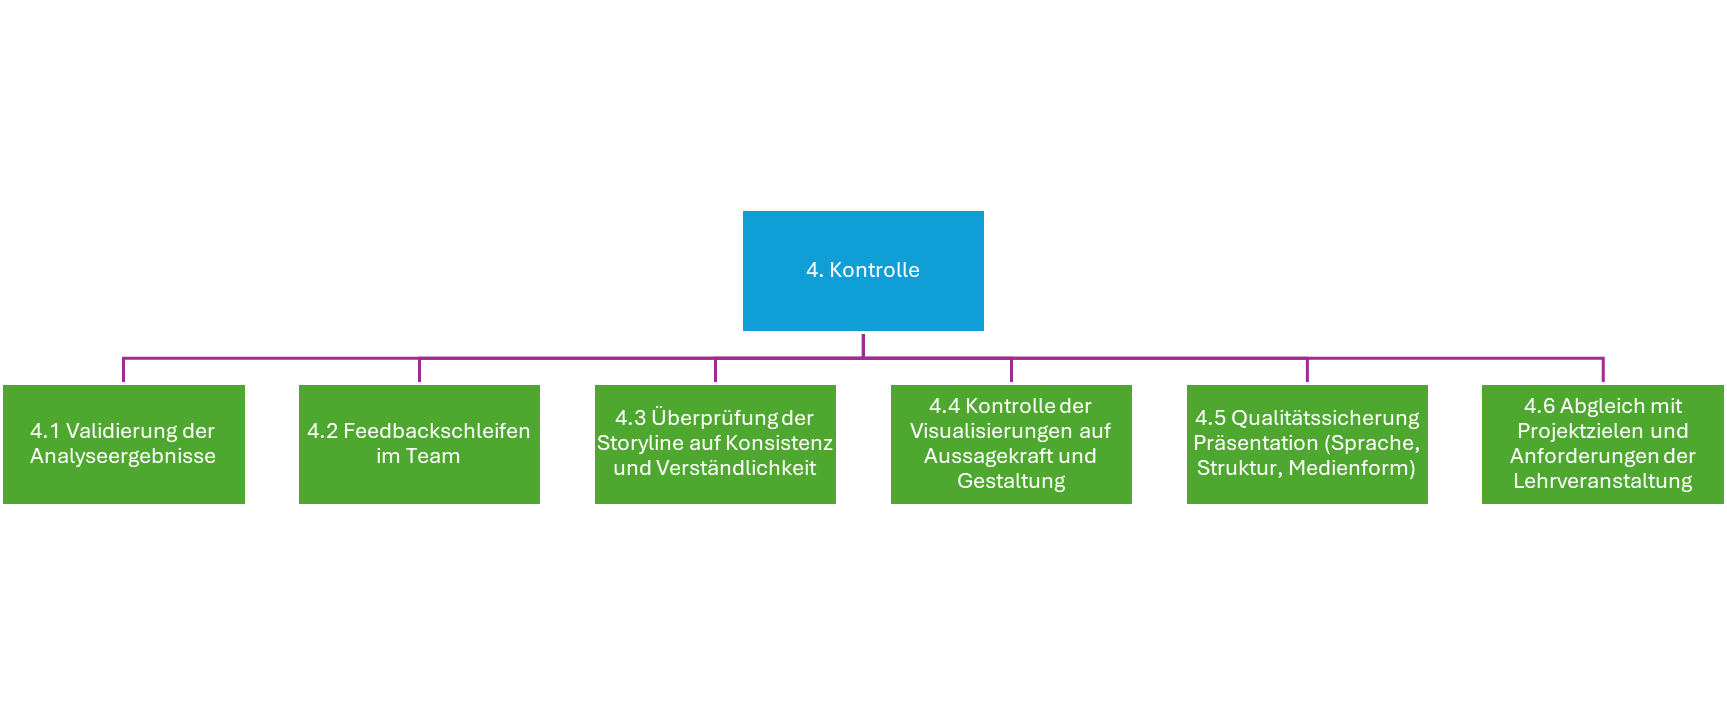 4. Kontrolle
4.1 Validierung der
Analyseergebnisse
4.2 Feedbackschleifen
im Team
4.3 Überprüfung der
Storyline auf Konsistenz
und Verständlichkeit
4.4 Kontrolle der
Visualisierungen auf
Aussagekraft und
Gestaltung
4.5 Qualitätssicherung
Präsentation (Sprache,
Struktur, Medienform)
4.6 Abgleich mit
Projektzielen und
Anforderungen der
Lehrveranstaltung